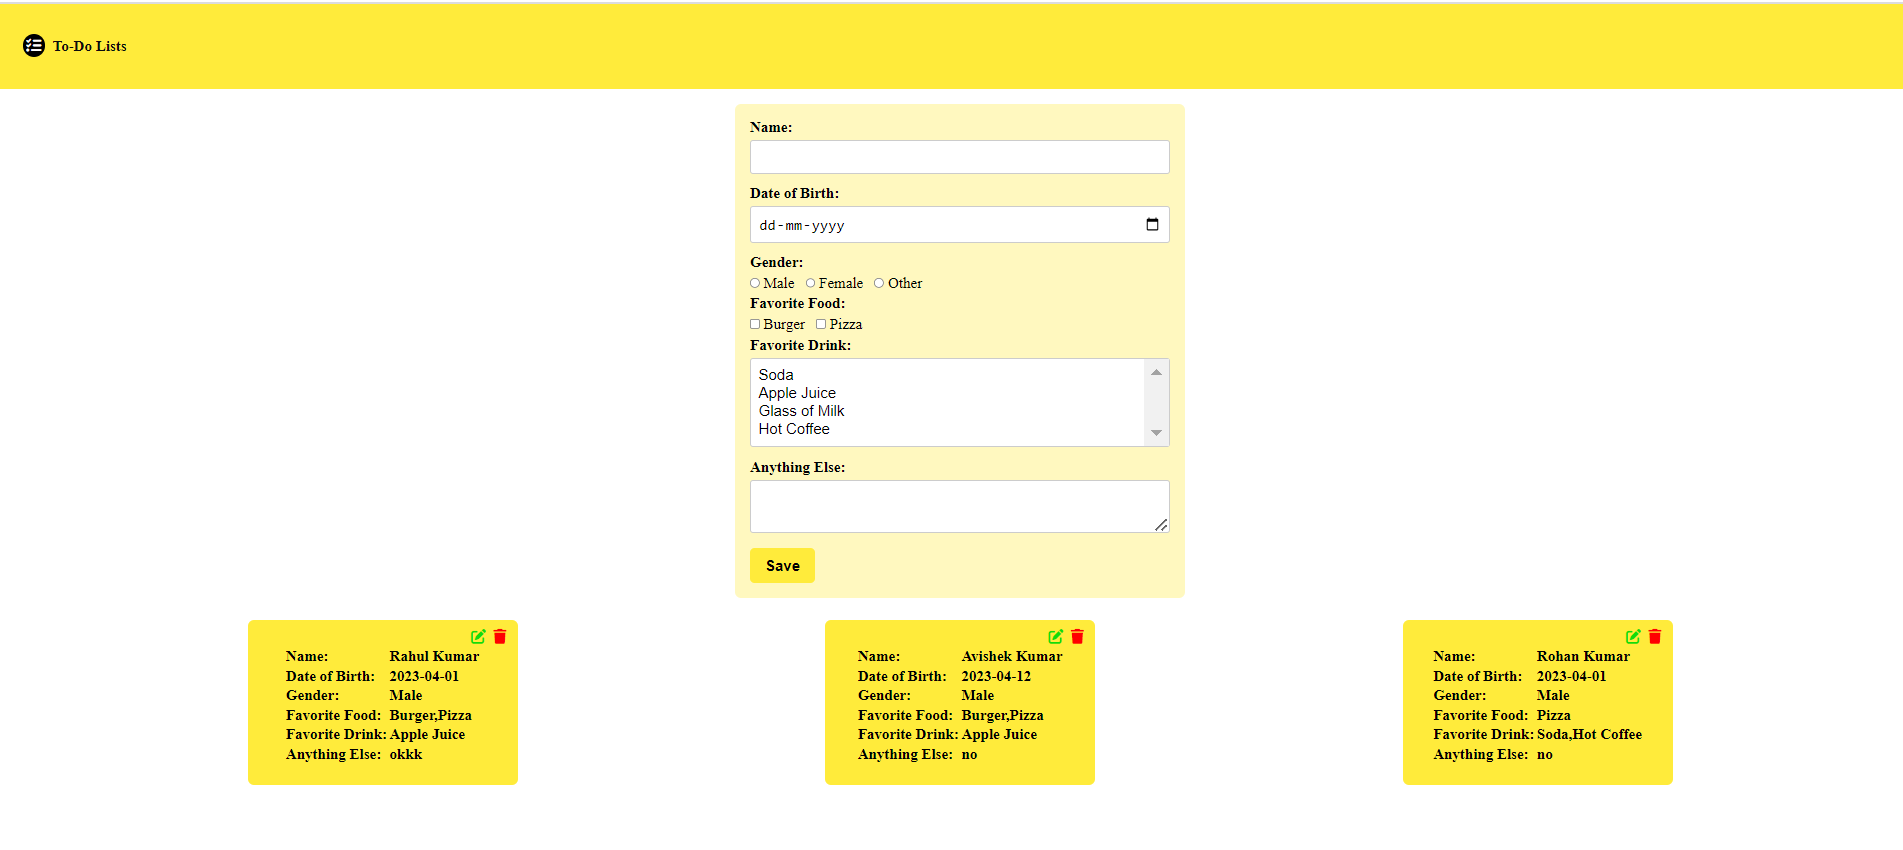 To-Do Lists
Name:
Date of Birth:
dd-mm-yyyy
Gender:
Male Female Other
Favorite Food:
Burger Pizza
Favorite Drink:
Soda
Apple Juice
Glass of Milk
Hot Coffee
Anything Else:
Save
Name: Rahul Kumar
Date of Birth: 2023-04-01
Gender: Male
Favorite Food: Burger,Pizza
Favorite Drink: Apple Juice
Anything Else: okkk
Name: Avishek Kumar
Date of Birth: 2023-04-12
Gender: Male
Favorite Food: Burger,Pizza
Favorite Drink: Apple Juice
Anything Else: no
Name: Rohan Kumar
Date of Birth: 2023-04-01
Gender: Male
Favorite Food: Pizza
Favorite Drink: Soda,Hot Coffee
Anything Else: no